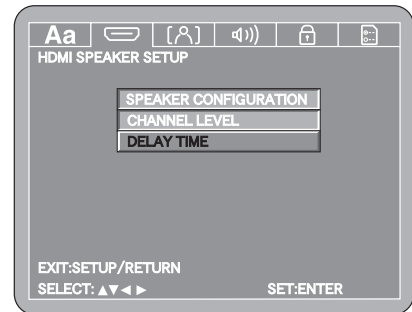 Aa
HDMI SPEAKER SETUP
SPEAKER CONFIGURATION
CHANNEL LEVEL
DELAY TIME
EXIT:SETUP/RETURN
SELECT: ▲▼◄► SET:ENTER